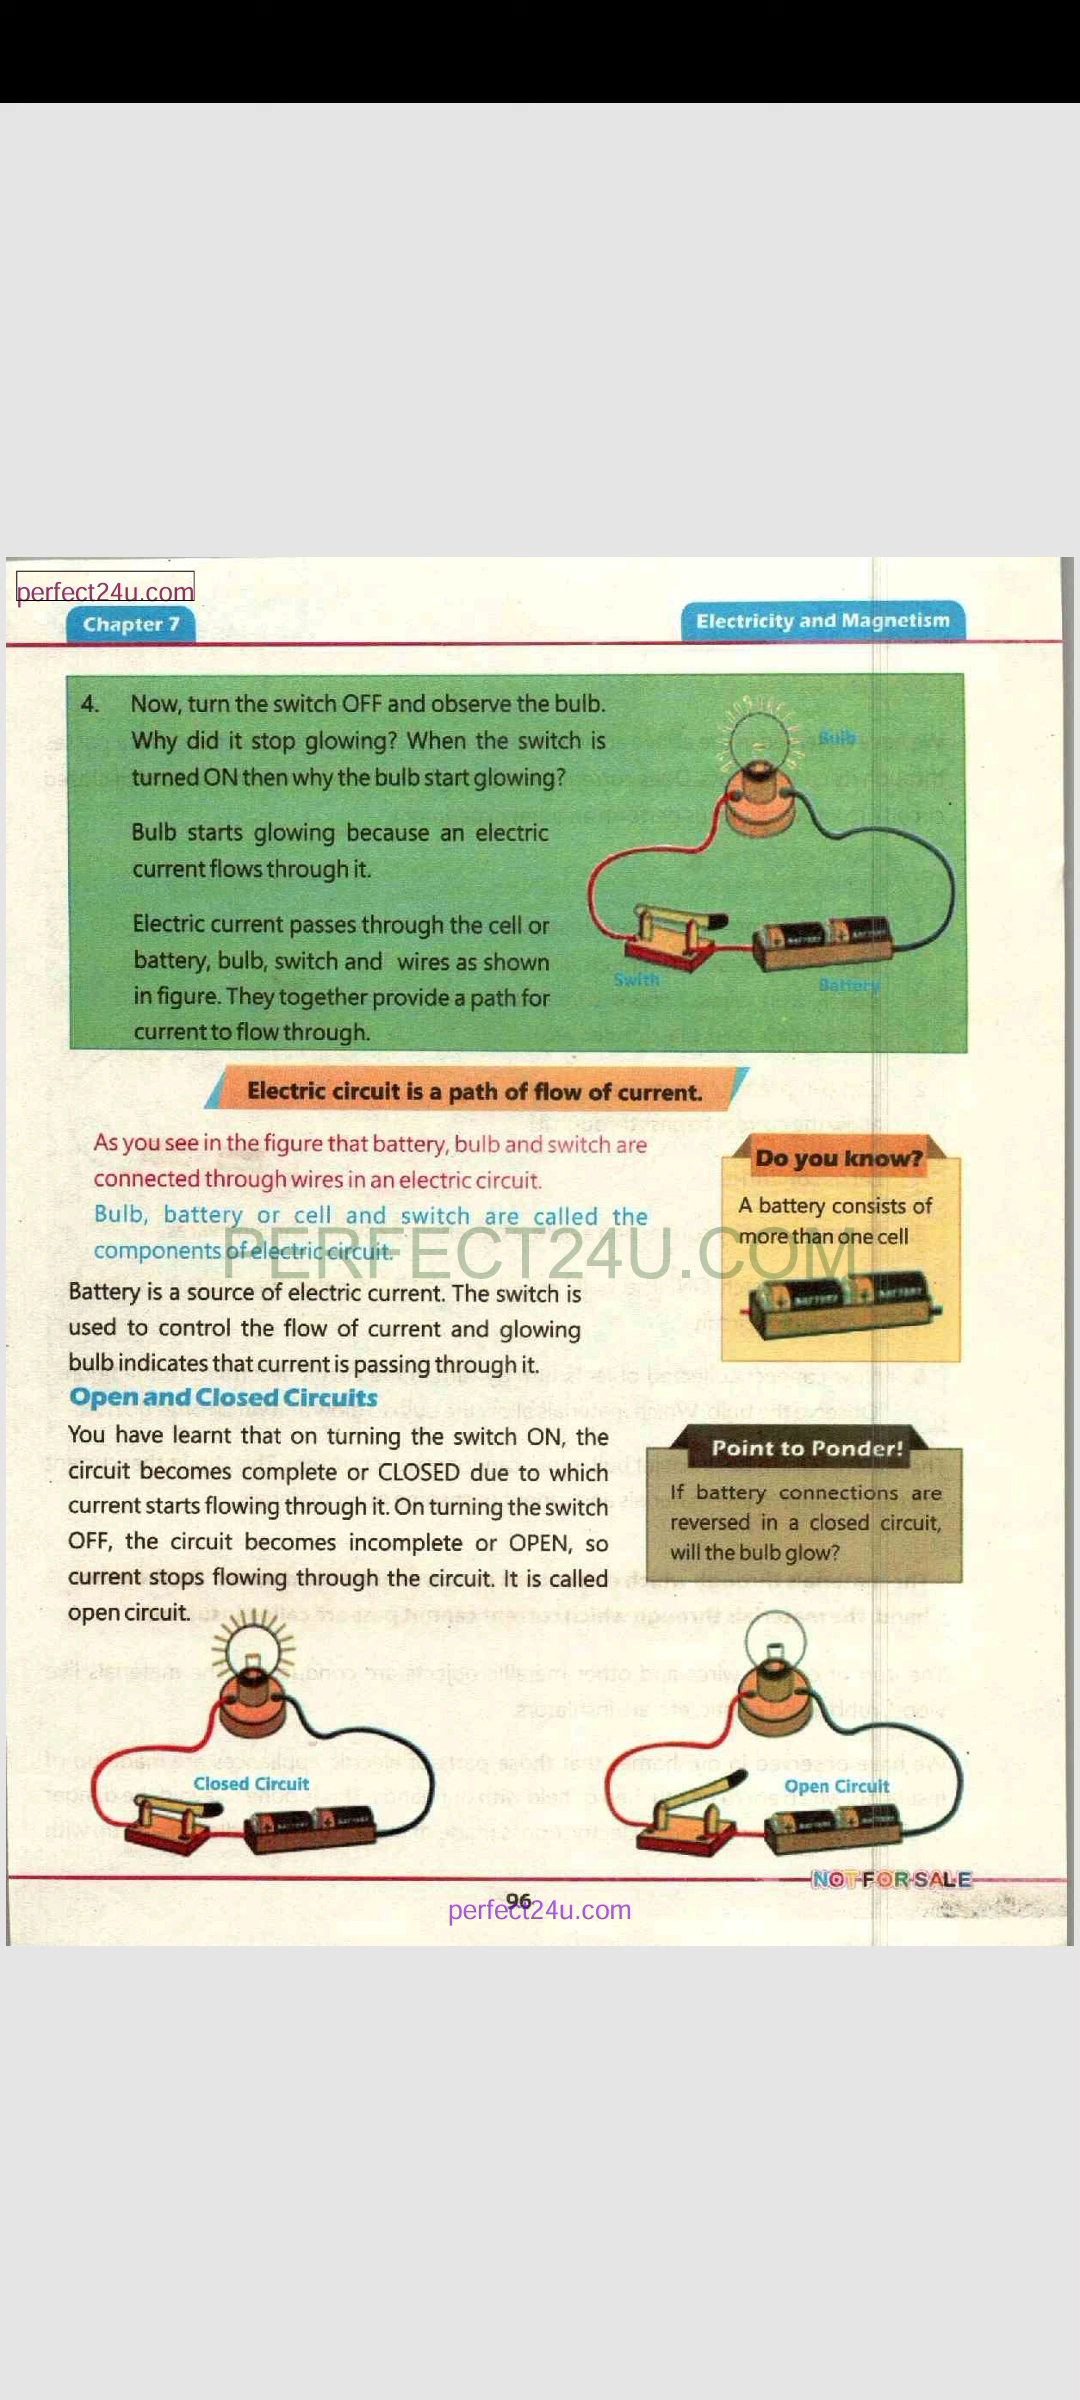 perfect24u.com
Chapter 7
Electricity and Magnetism
4. Now, turn the switch OFF and observe the bulb.
Why did it stop glowing? When the switch is
turned ON then why the bulb start glowing?
Bulb starts glowing because an electric
current flows through it.
Electric current passes through the cell or
battery, bulb, switch and wires as shown
in figure. They together provide a path for
current to flow through.
Bulb
Swith
Battery
BATTERY
BATTERY
Electric circuit is a path of flow of current.
As you see in the figure that battery, bulb and switch are
connected through wires in an electric circuit.
Bulb, battery or cell and switch are called the
components of electric circuit.
PERFECT24U.COM
Battery is a source of electric current. The switch is
used to control the flow of current and glowing
bulb indicates that current is passing through it.
Do you know?
A battery consists of
more than one cell
BATTERY
BATTERY
Open and Closed Circuits
You have learnt that on turning the switch ON, the
circuit becomes complete or CLOSED due to which
current starts flowing through it. On turning the switch
OFF, the circuit becomes incomplete or OPEN, so
current stops flowing through the circuit. It is called
open circuit.
Point to Ponder!
If battery connections are
reversed in a closed circuit,
will the bulb glow?
Closed Circuit
Open Circuit
NOT FOR SALE
96
perfect24u.com